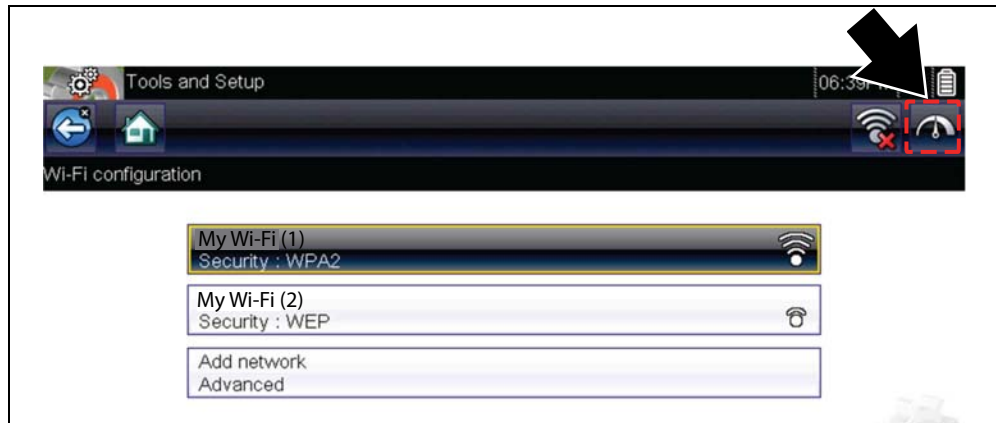 Tools and Setup
Wi-Fi configuration
My Wi-Fi (1)
Security : WPA2
My Wi-Fi (2)
Security : WEP
Add network
Advanced